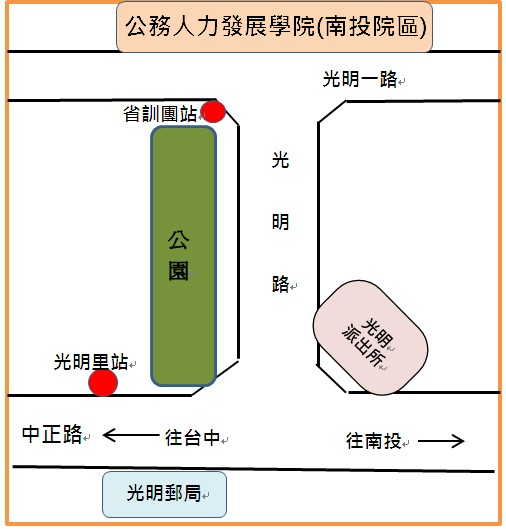 公務人力發展學院(南投院區)
光明一路
省訓團站
光
明
路
公
園
光明
派出所
光明里站
中正路
往台中
往南投
光明郵局